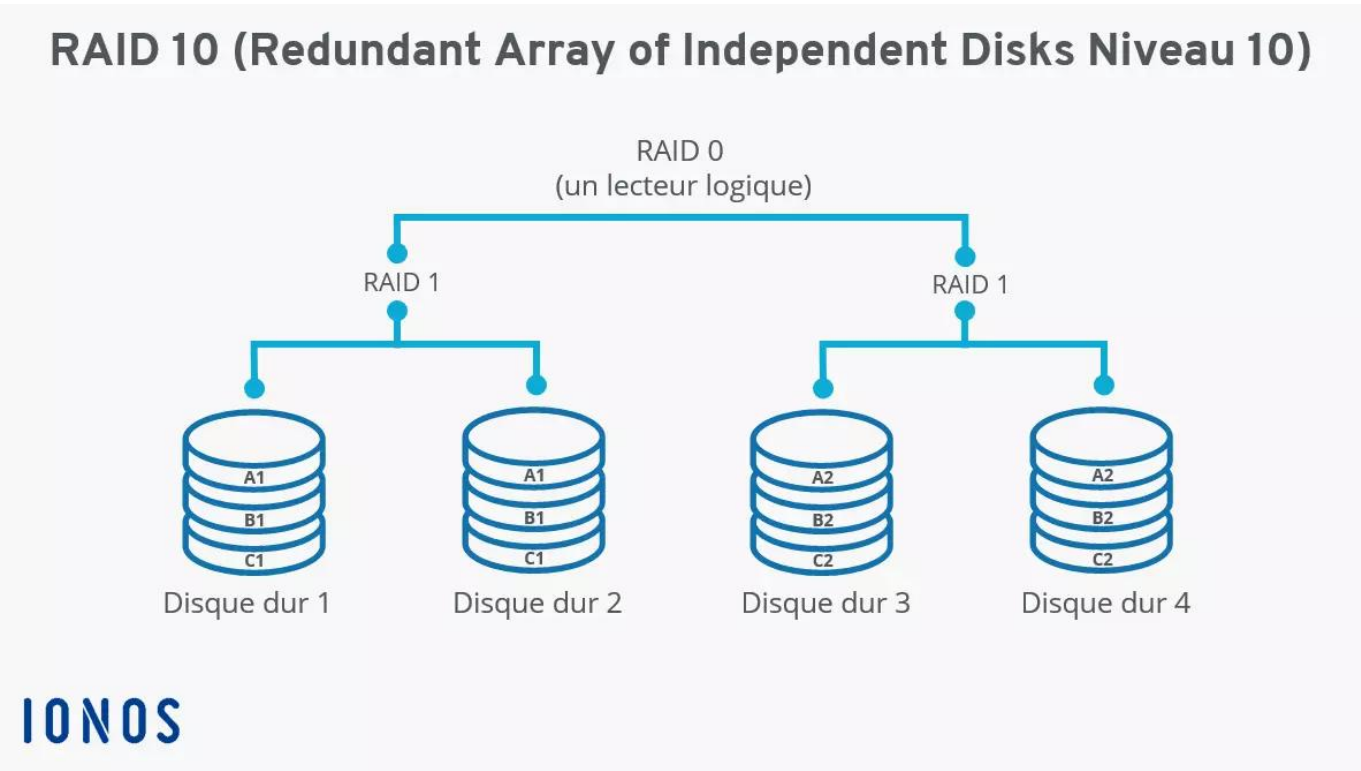 RAID 10 (Redundant Array of Independent Disks Niveau 10)
RAID 0
(un lecteur logique)
RAID 1
RAID 1
A1
B1
C1
A1
B1
C1
A2
B2
C2
A2
B2
C2
Disque dur 1
Disque dur 2
Disque dur 3
Disque dur 4
IONOS